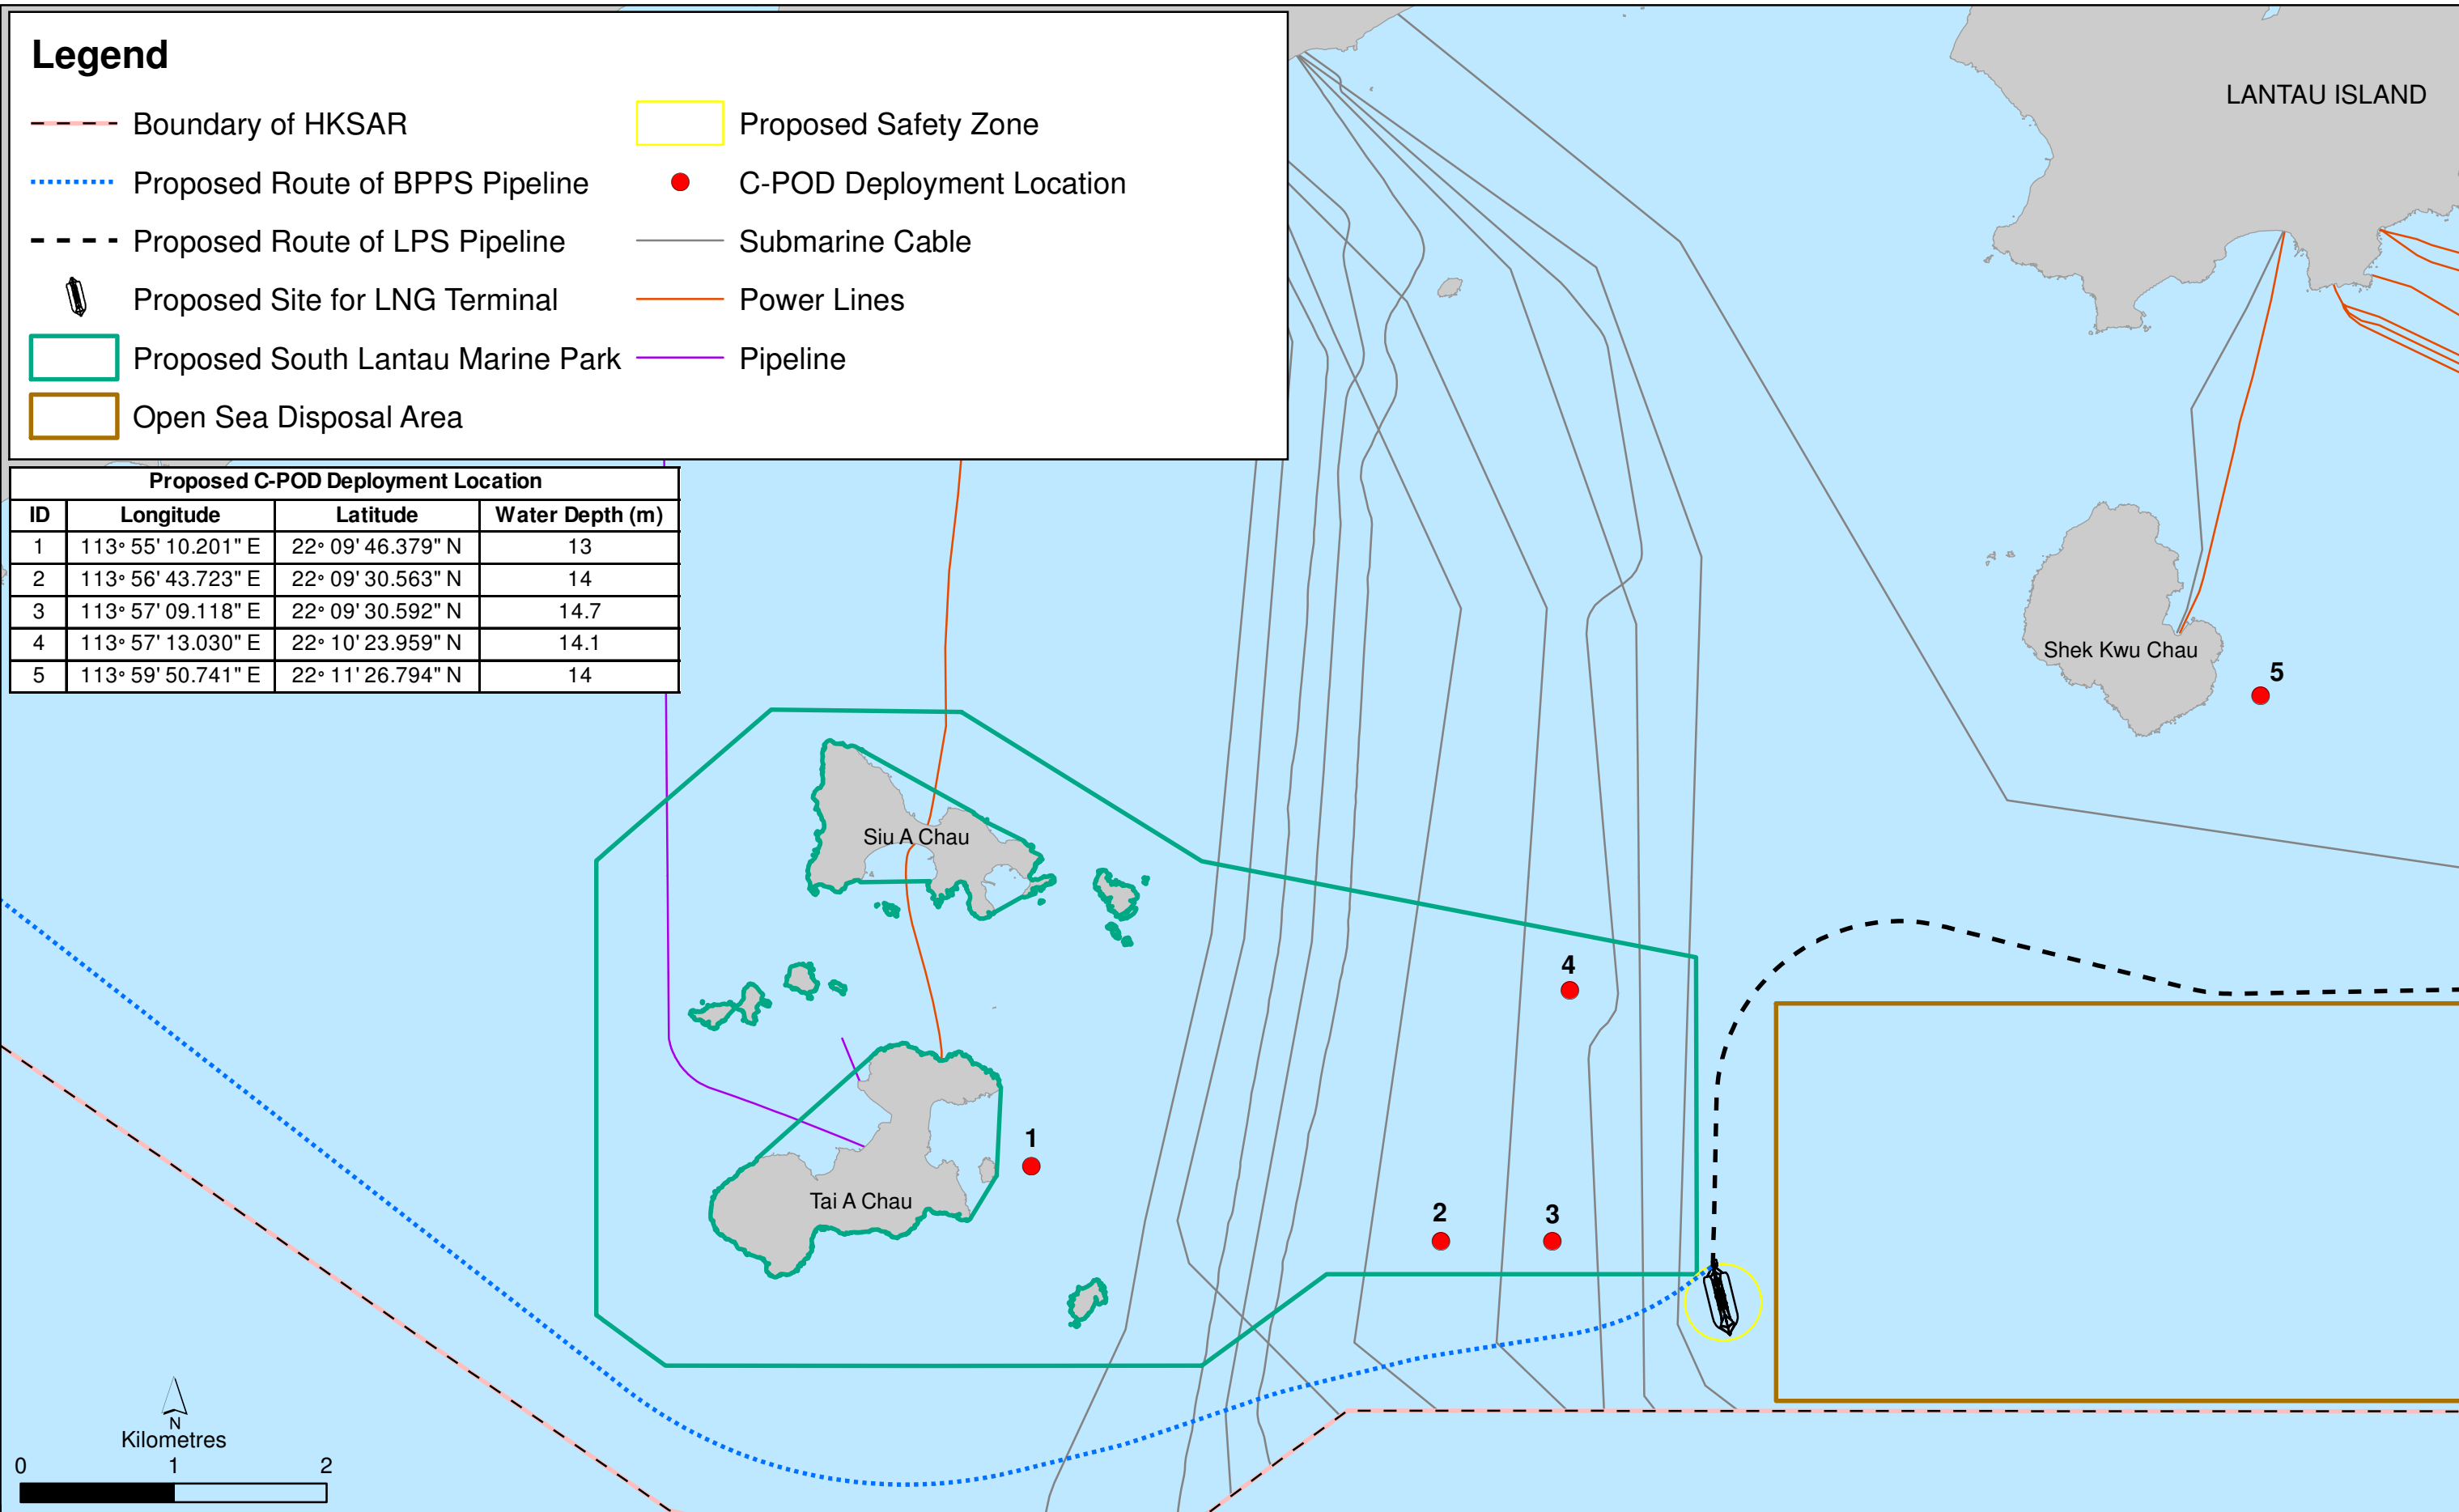 Legend
Boundary of HKSAR
Proposed Route of BPPS Pipeline
Proposed Route of LPS Pipeline
Proposed Site for LNG Terminal
Proposed South Lantau Marine Park
Open Sea Disposal Area
Proposed Safety Zone
C-POD Deployment Location
Submarine Cable
Power Lines
Pipeline
Proposed C-POD Deployment Location
ID Longitude Latitude Water Depth (m)
1 113° 55' 10.201" E 22° 09' 46.379" N 13
2 113° 56' 43.723" E 22° 09' 30.563" N 14
3 113° 57' 09.118" E 22° 09' 30.592" N 14.7
4 113° 57' 13.030" E 22° 10' 23.959" N 14.1
5 113° 59' 50.741" E 22° 11' 26.794" N 14
LANTAU ISLAND
Shek Kwu Chau
5
Siu A Chau
4
1
Tai A Chau
2
3
N
Kilometres
0 1 2